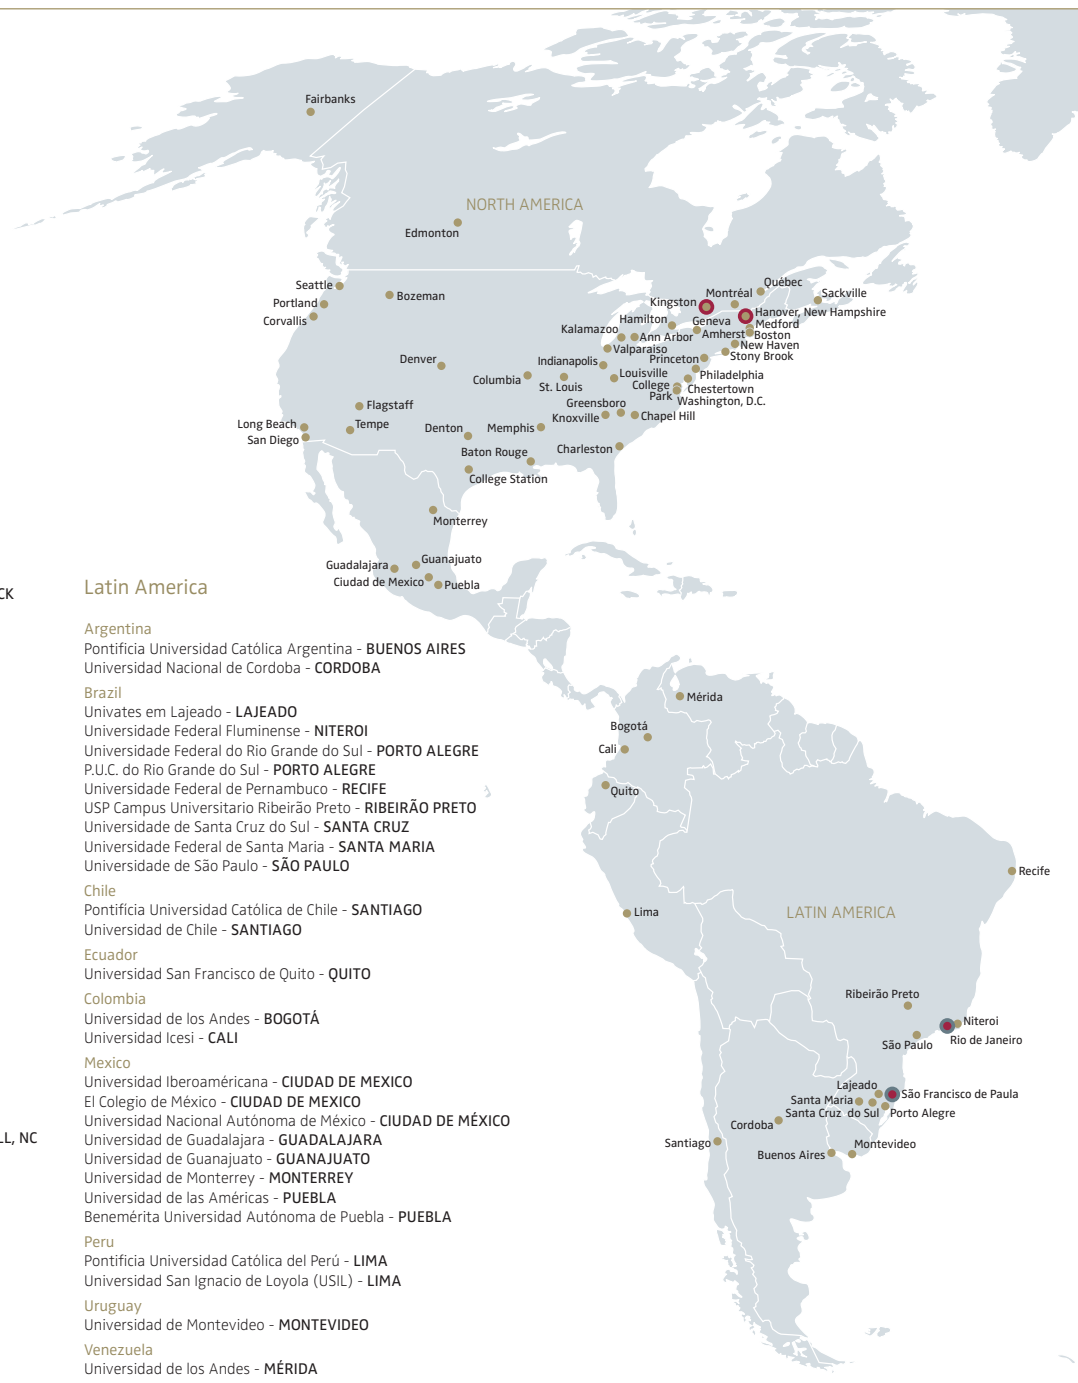 Fairbanks
NORTH AMERICA
Edmonton
Seattle
Portland
Corvallis
Bozeman
Québec
Montréal
Sackville
Kingston
Hanover, New Hampshire
Hamilton
Geneva
Medford
Kalamazoo
Ann Arbor
Amherst
Boston
New Haven
Valparaiso
Stony Brook
Denver
Indianapolis
Princeton
Columbia
Louisville
Philadelphia
St. Louis
College
Park
Chestertown
Washington, D.C.
Flagstaff
Greensboro
Long Beach
Tempe
Knoxville
Chapel Hill
San Diego
Denton
Memphis
Baton Rouge
Charleston
College Station
Monterrey
Guadalajara
Guanajuato
Ciudad de Mexico
Puebla
CK
LL, NC
Latin America
Argentina
Pontificia Universidad Católica Argentina - BUENOS AIRES
Universidad Nacional de Cordoba - CORDOBA
Brazil
Univates em Lajeado - LAJEADO
Universidade Federal Fluminense - NITEROI
Universidade Federal do Rio Grande do Sul - PORTO ALEGRE
P.U.C. do Rio Grande do Sul - PORTO ALEGRE
Universidade Federal de Pernambuco - RECIFE
USP Campus Universitario Ribeirão Preto - RIBEIRÃO PRETO
Universidade de Santa Cruz do Sul - SANTA CRUZ
Universidade Federal de Santa Maria - SANTA MARIA
Universidade de São Paulo - SÃO PAULO
Chile
Pontifícia Universidad Católica de Chile - SANTIAGO
Universidad de Chile - SANTIAGO
Ecuador
Universidad San Francisco de Quito - QUITO
Colombia
Universidad de los Andes - BOGOTÁ
Universidad Icesi - CALI
Mexico
Universidad Iberoaméricana - CIUDAD DE MEXICO
El Colegio de México - CIUDAD DE MEXICO
Universidad Nacional Autónoma de México - CIUDAD DE MÉXICO
Universidad de Guadalajara - GUADALAJARA
Universidad de Guanajuato - GUANAJUATO
Universidad de Monterrey - MONTERREY
Universidad de las Américas - PUEBLA
Benemérita Universidad Autónoma de Puebla - PUEBLA
Peru
Pontificia Universidad Católica del Perú - LIMA
Universidad San Ignacio de Loyola (USIL) - LIMA
Uruguay
Universidad de Montevideo - MONTEVIDEO
Venezuela
Universidad de los Andes - MÉRIDA
Mérida
Bogotá
Cali
Quito
Recife
Lima
LATIN AMERICA
Ribeirão Preto
Niteroi
Rio de Janeiro
São Paulo
Lajeado
São Francisco de Paula
Santa Maria
Santa Cruz do Sul
Porto Alegre
Cordoba
Santiago
Montevideo
Buenos Aires